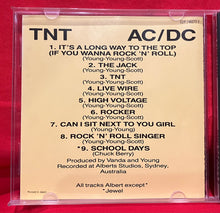 TNT AC/DC
1. IT'S A LONG WAY TO THE TOP
(IF YOU WANNA ROCK 'N' ROLL)
(Young-Young-Scott)
2. THE JACK
(Young-Young-Scott)
3. TNT
(Young-Young-Scott)
4. LIVE WIRE
(Young-Young-Scott)
5. HIGH VOLTAGE
(Young-Young-Scott)
6. ROCKER
(Young-Young-Scott)
7. CAN I SIT NEXT TO YOU GIRL
(Young-Young)
8. ROCK 'N' ROLL SINGER
(Young-Young-Scott)
*9. SCHOOL DAYS
(Chuck Berry)
Produced by Vanda and Young
Recorded at Alberts Studios, Sydney,
Australia
All tracks Albert except*
*Jewel